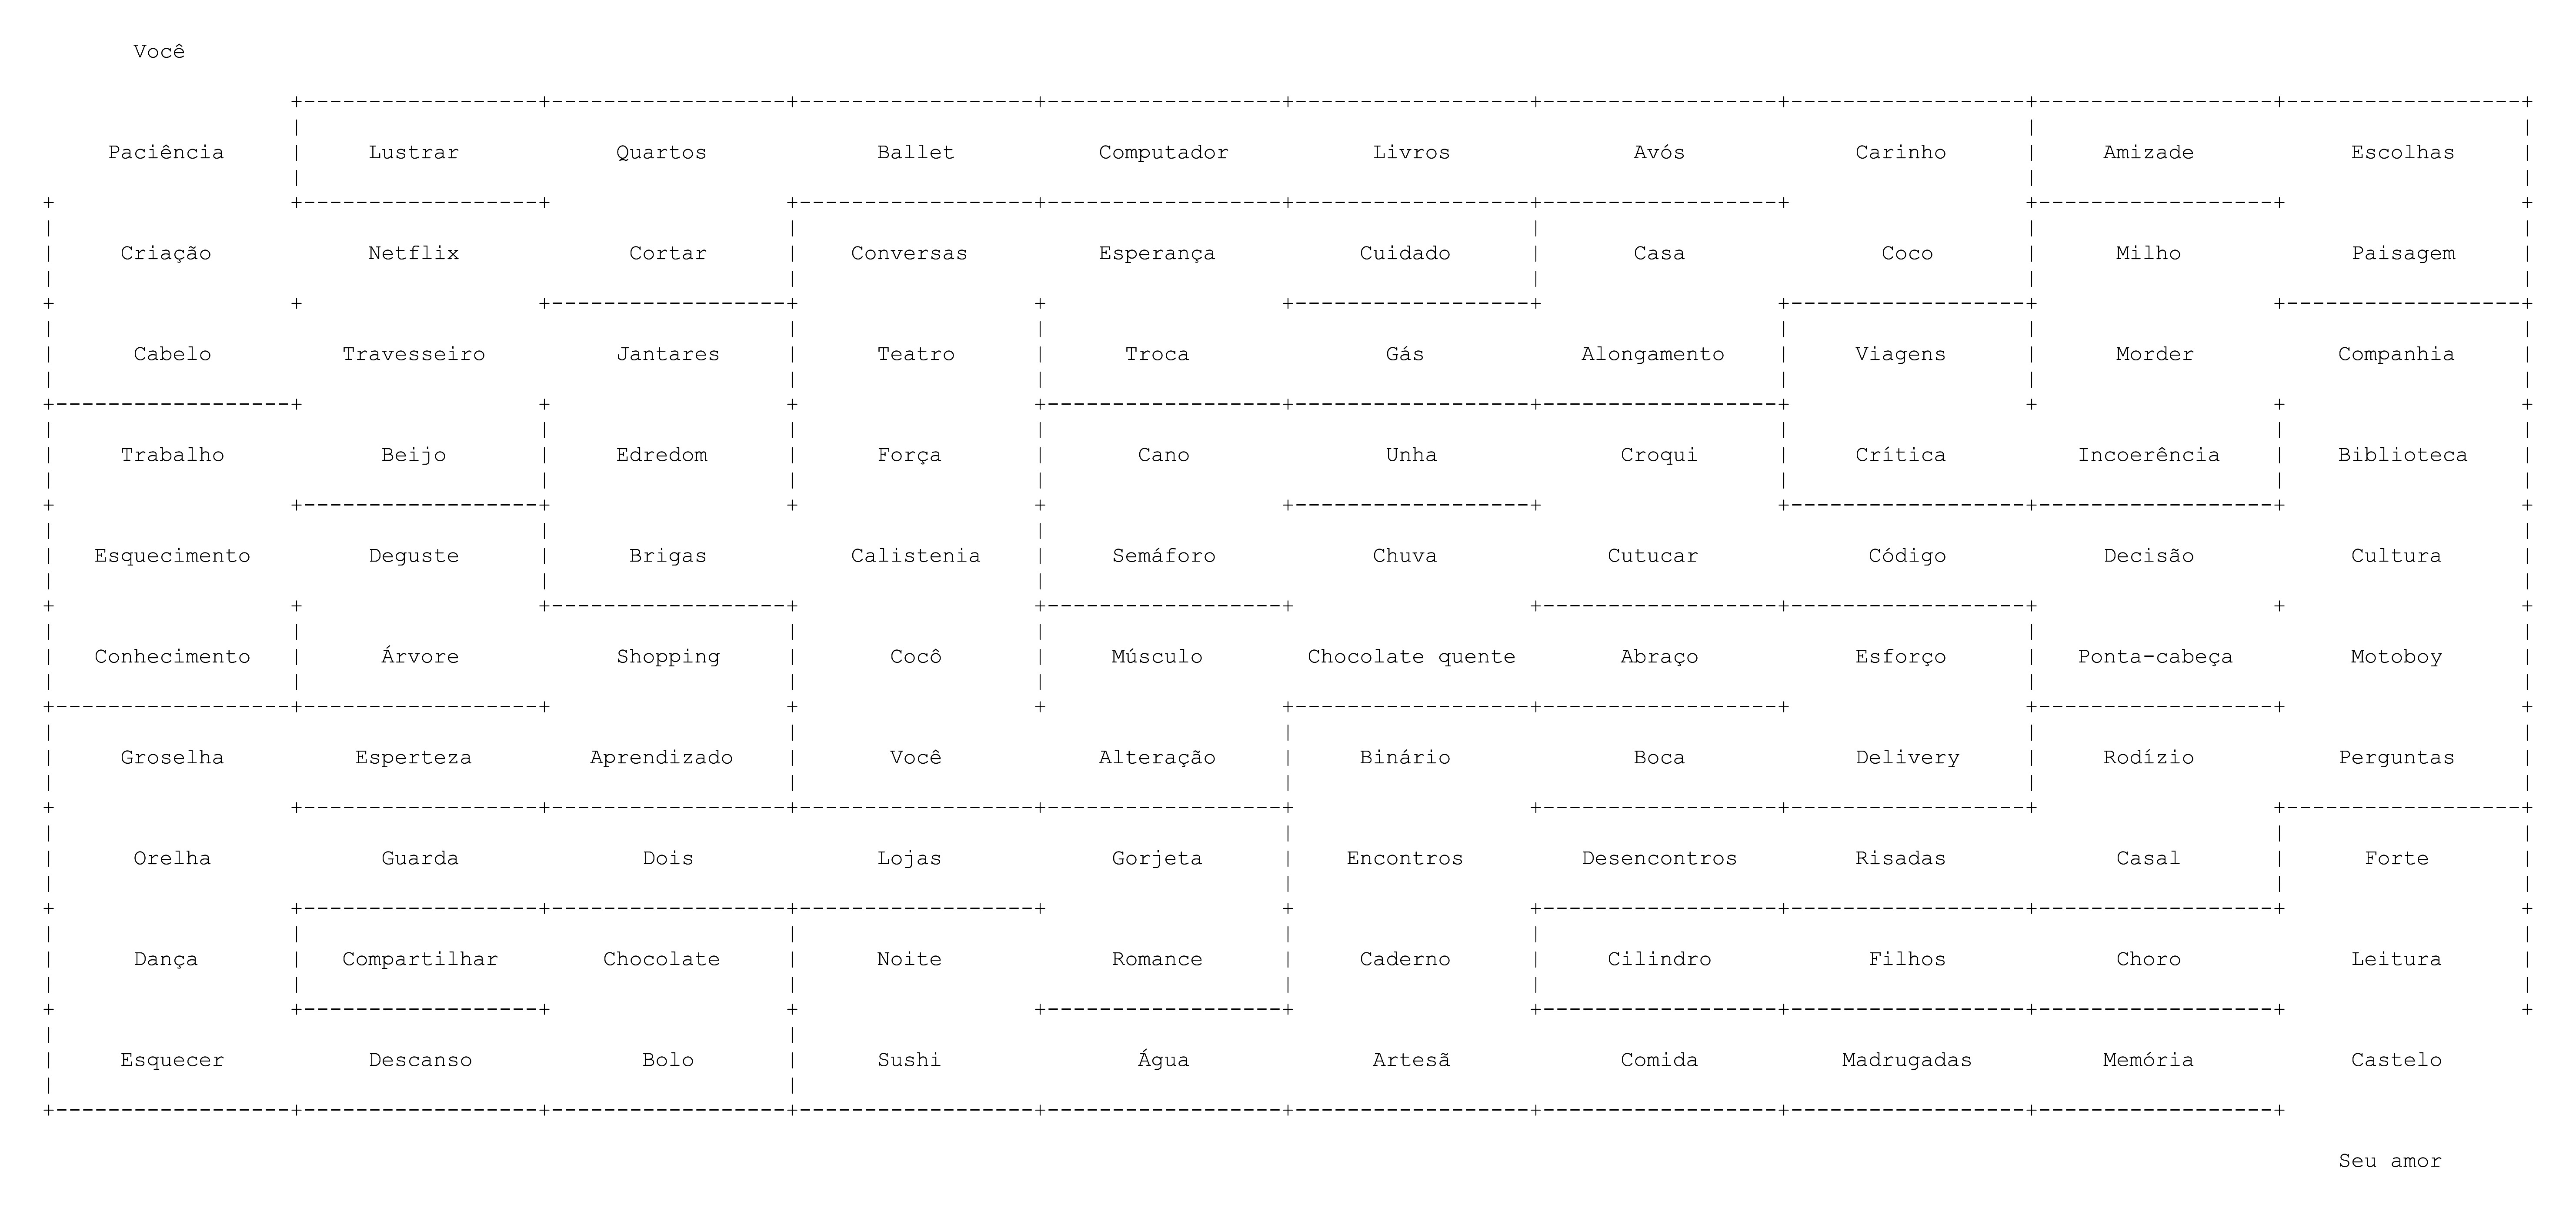 Você
Paciência Lustrar Quartos Ballet Computador Livros Avós Carinho Amizade Escolhas
Criação Netflix Cortar Conversas Esperança Cuidado Casa Coco Milho Paisagem
Cabelo Travesseiro Jantares Teatro Troca Gás Alongamento Viagens Morder Companhia
Trabalho Beijo Edredom Força Cano Unha Croqui Crítica Incoerência Biblioteca
Esquecimento Deguste Brigas Calistenia Semáforo Chuva Cutucar Código Decisão Cultura
Conhecimento Árvore Shopping Cocô Músculo Chocolate quente Abraço Esforço Ponta-cabeça Motoboy
Groselha Esperteza Aprendizado Você Alteração Binário Boca Delivery Rodízio Perguntas
Orelha Guarda Dois Lojas Gorjeta Encontros Desencontros Risadas Casal Forte
Dança Compartilhar Chocolate Noite Romance Caderno Cilindro Filhos Choro Leitura
Esquecer Descanso Bolo Sushi Água Artesã Comida Madrugadas Memória Castelo
Seu amor